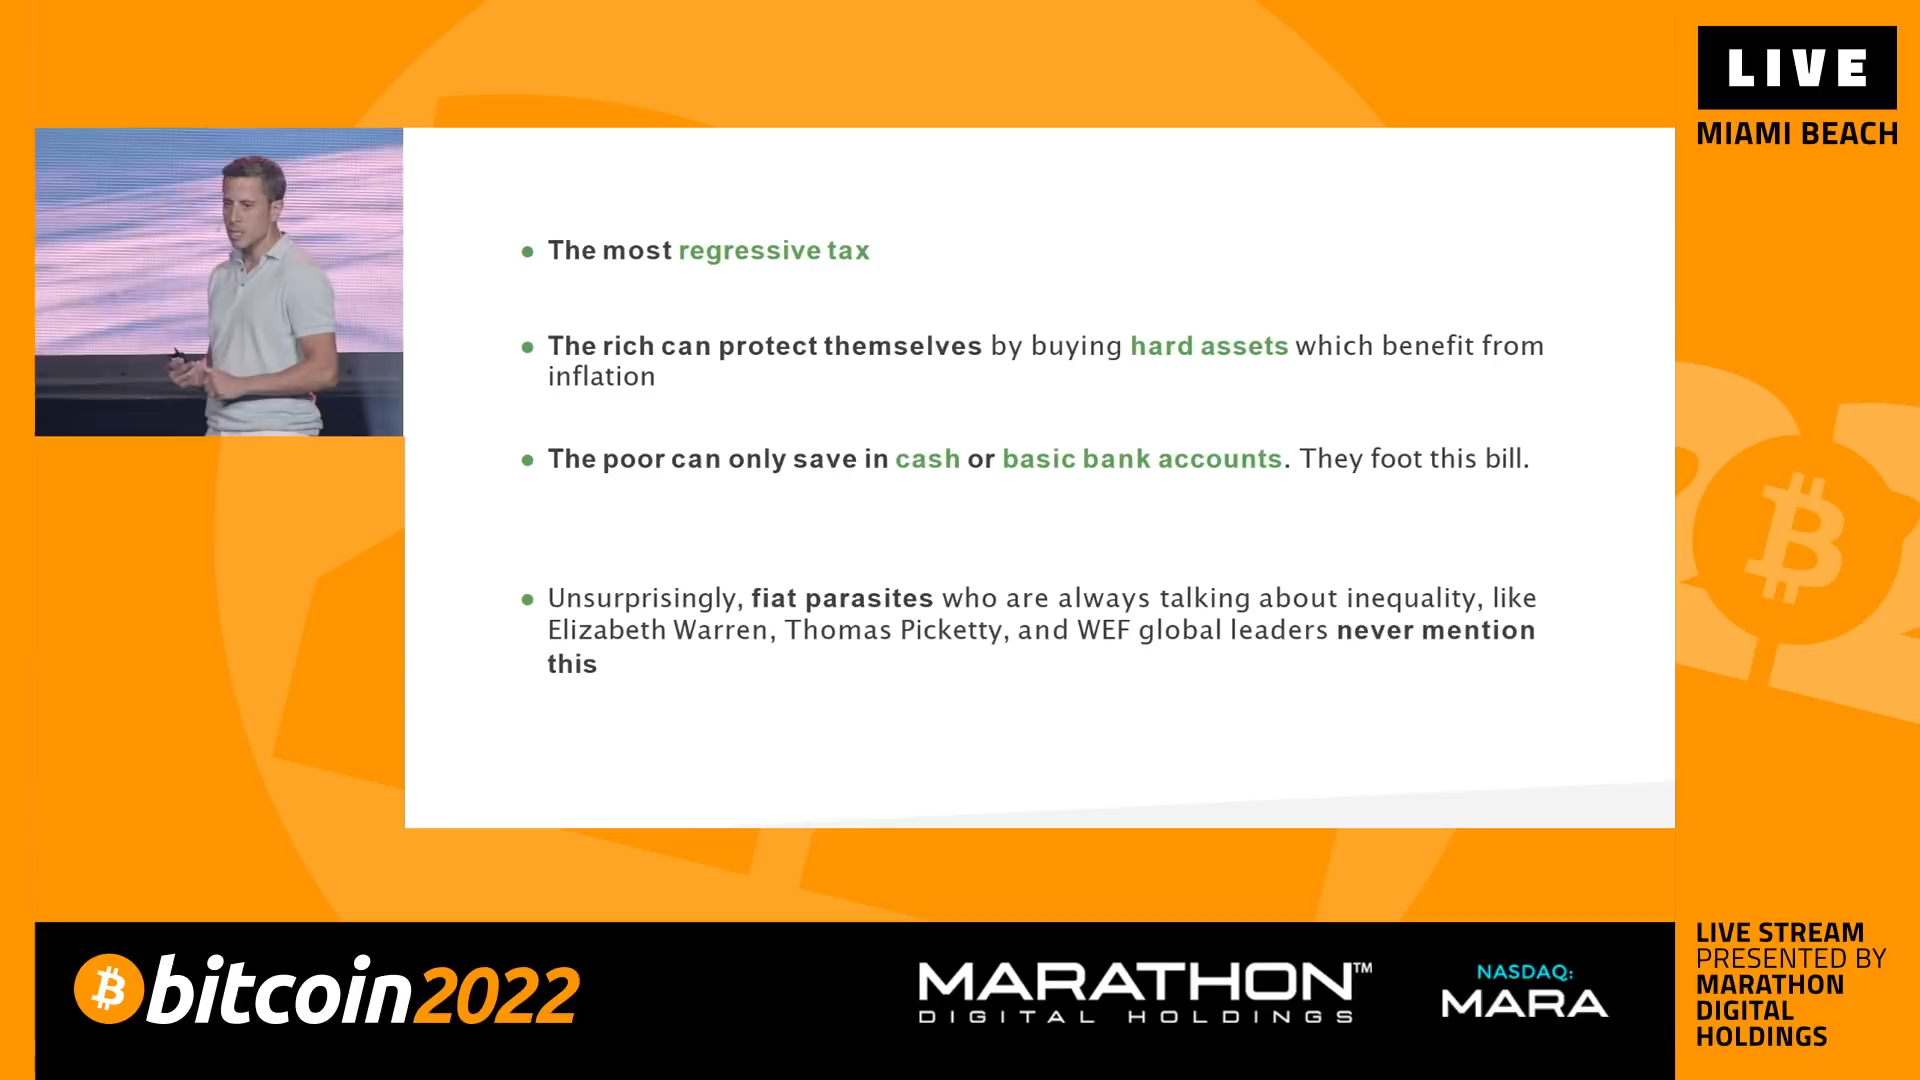 LIVE
MIAMI BEACH
• The most regressive tax
• The rich can protect themselves by buying hard assets which benefit from
inflation
• The poor can only save in cash or basic bank accounts. They foot this bill.
• Unsurprisingly, fiat parasites who are always talking about inequality, like
Elizabeth Warren, Thomas Picketty, and WEF global leaders never mention
this
bitcoin2022
MARATHON™
DIGITAL HOLDINGS
NASDAQ:
MARA
LIVE STREAM
PRESENTED BY
MARATHON
DIGITAL
HOLDINGS